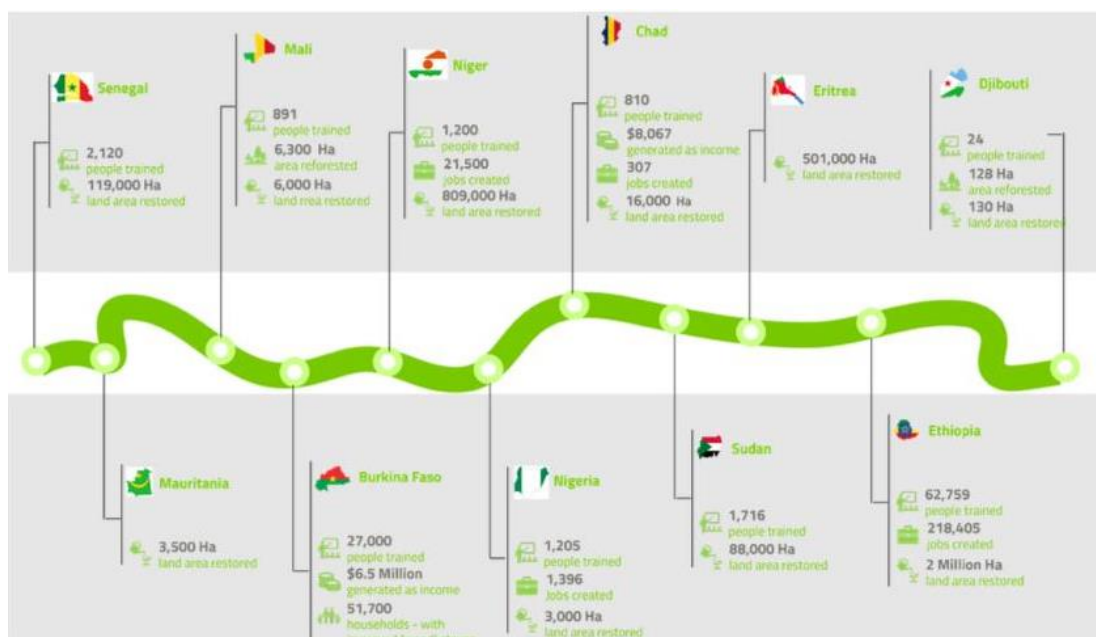 Senegal
2,120
people trained
119,000 Ha
land area restored
Mali
891
people trained
6,300 Ha
area reforested
6,000 Ha
land rrea restored
Niger
1,200
people trained
21,500
jobs created
809,000 Ha
land area restored
Chad
810
people trained
$8,067
generated as income
307
jobs created
16,000 Ha
land area restored
Eritrea
501,000 Ha
land area restored
Djibouti
24
people trained
128 Ha
area reforested
130 Ha
land area restored
Mauritania
3,500 Ha
land area restored
Burkina Faso
27,000
people trained
$6.5 Million
generated as income
51,700
households - with
Nigeria
1,205
people trained
1,396
Jobs created
3,000 Ha
land area restored
Sudan
1,716
people trained
88,000 Ha
land area restored
Ethiopia
62,759
people trained
218,405
jobs created
2 Million Ha
land area restored